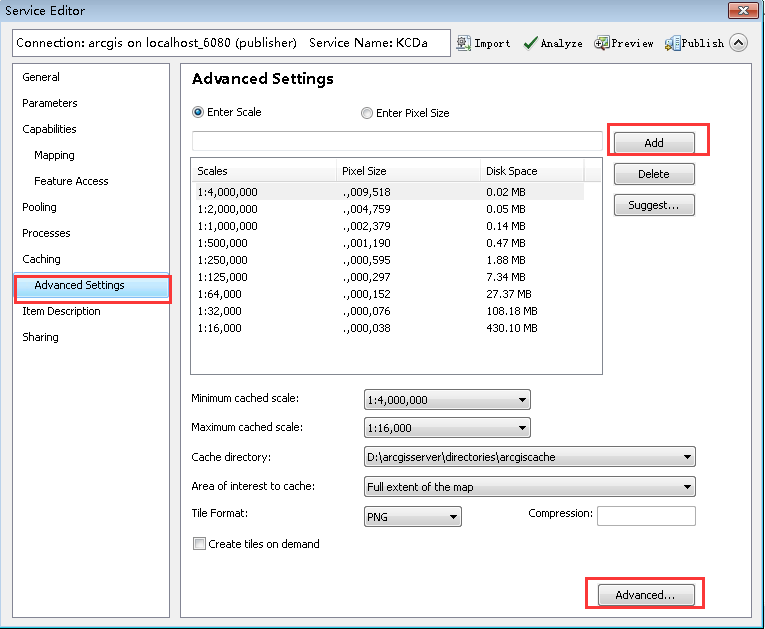 Service Editor
Connection: arcgis on localhost_6080 (publisher) Service Name: KCDa
Import Analyze Preview Publish
General
Parameters
Capabilities
Mapping
Feature Access
Pooling
Processes
Caching
Advanced Settings
Item Description
Sharing
Advanced Settings
Enter Scale Enter Pixel Size
Add
Delete
Suggest...
Scales Pixel Size Disk Space
1:4,000,000 .,009,518 0.02 MB
1:2,000,000 .,004,759 0.05 MB
1:1,000,000 .,002,379 0.14 MB
1:500,000 .,001,190 0.47 MB
1:250,000 .,000,595 1.88 MB
1:125,000 .,000,297 7.34 MB
1:64,000 .,000,152 27.37 MB
1:32,000 .,000,076 108.18 MB
1:16,000 .,000,038 430.10 MB
Minimum cached scale: 1:4,000,000
Maximum cached scale: 1:16,000
Cache directory: D:\arcgisserver\directories\arcgiscache
Area of interest to cache: Full extent of the map
Tile Format: PNG Compression:
Create tiles on demand
Advanced...